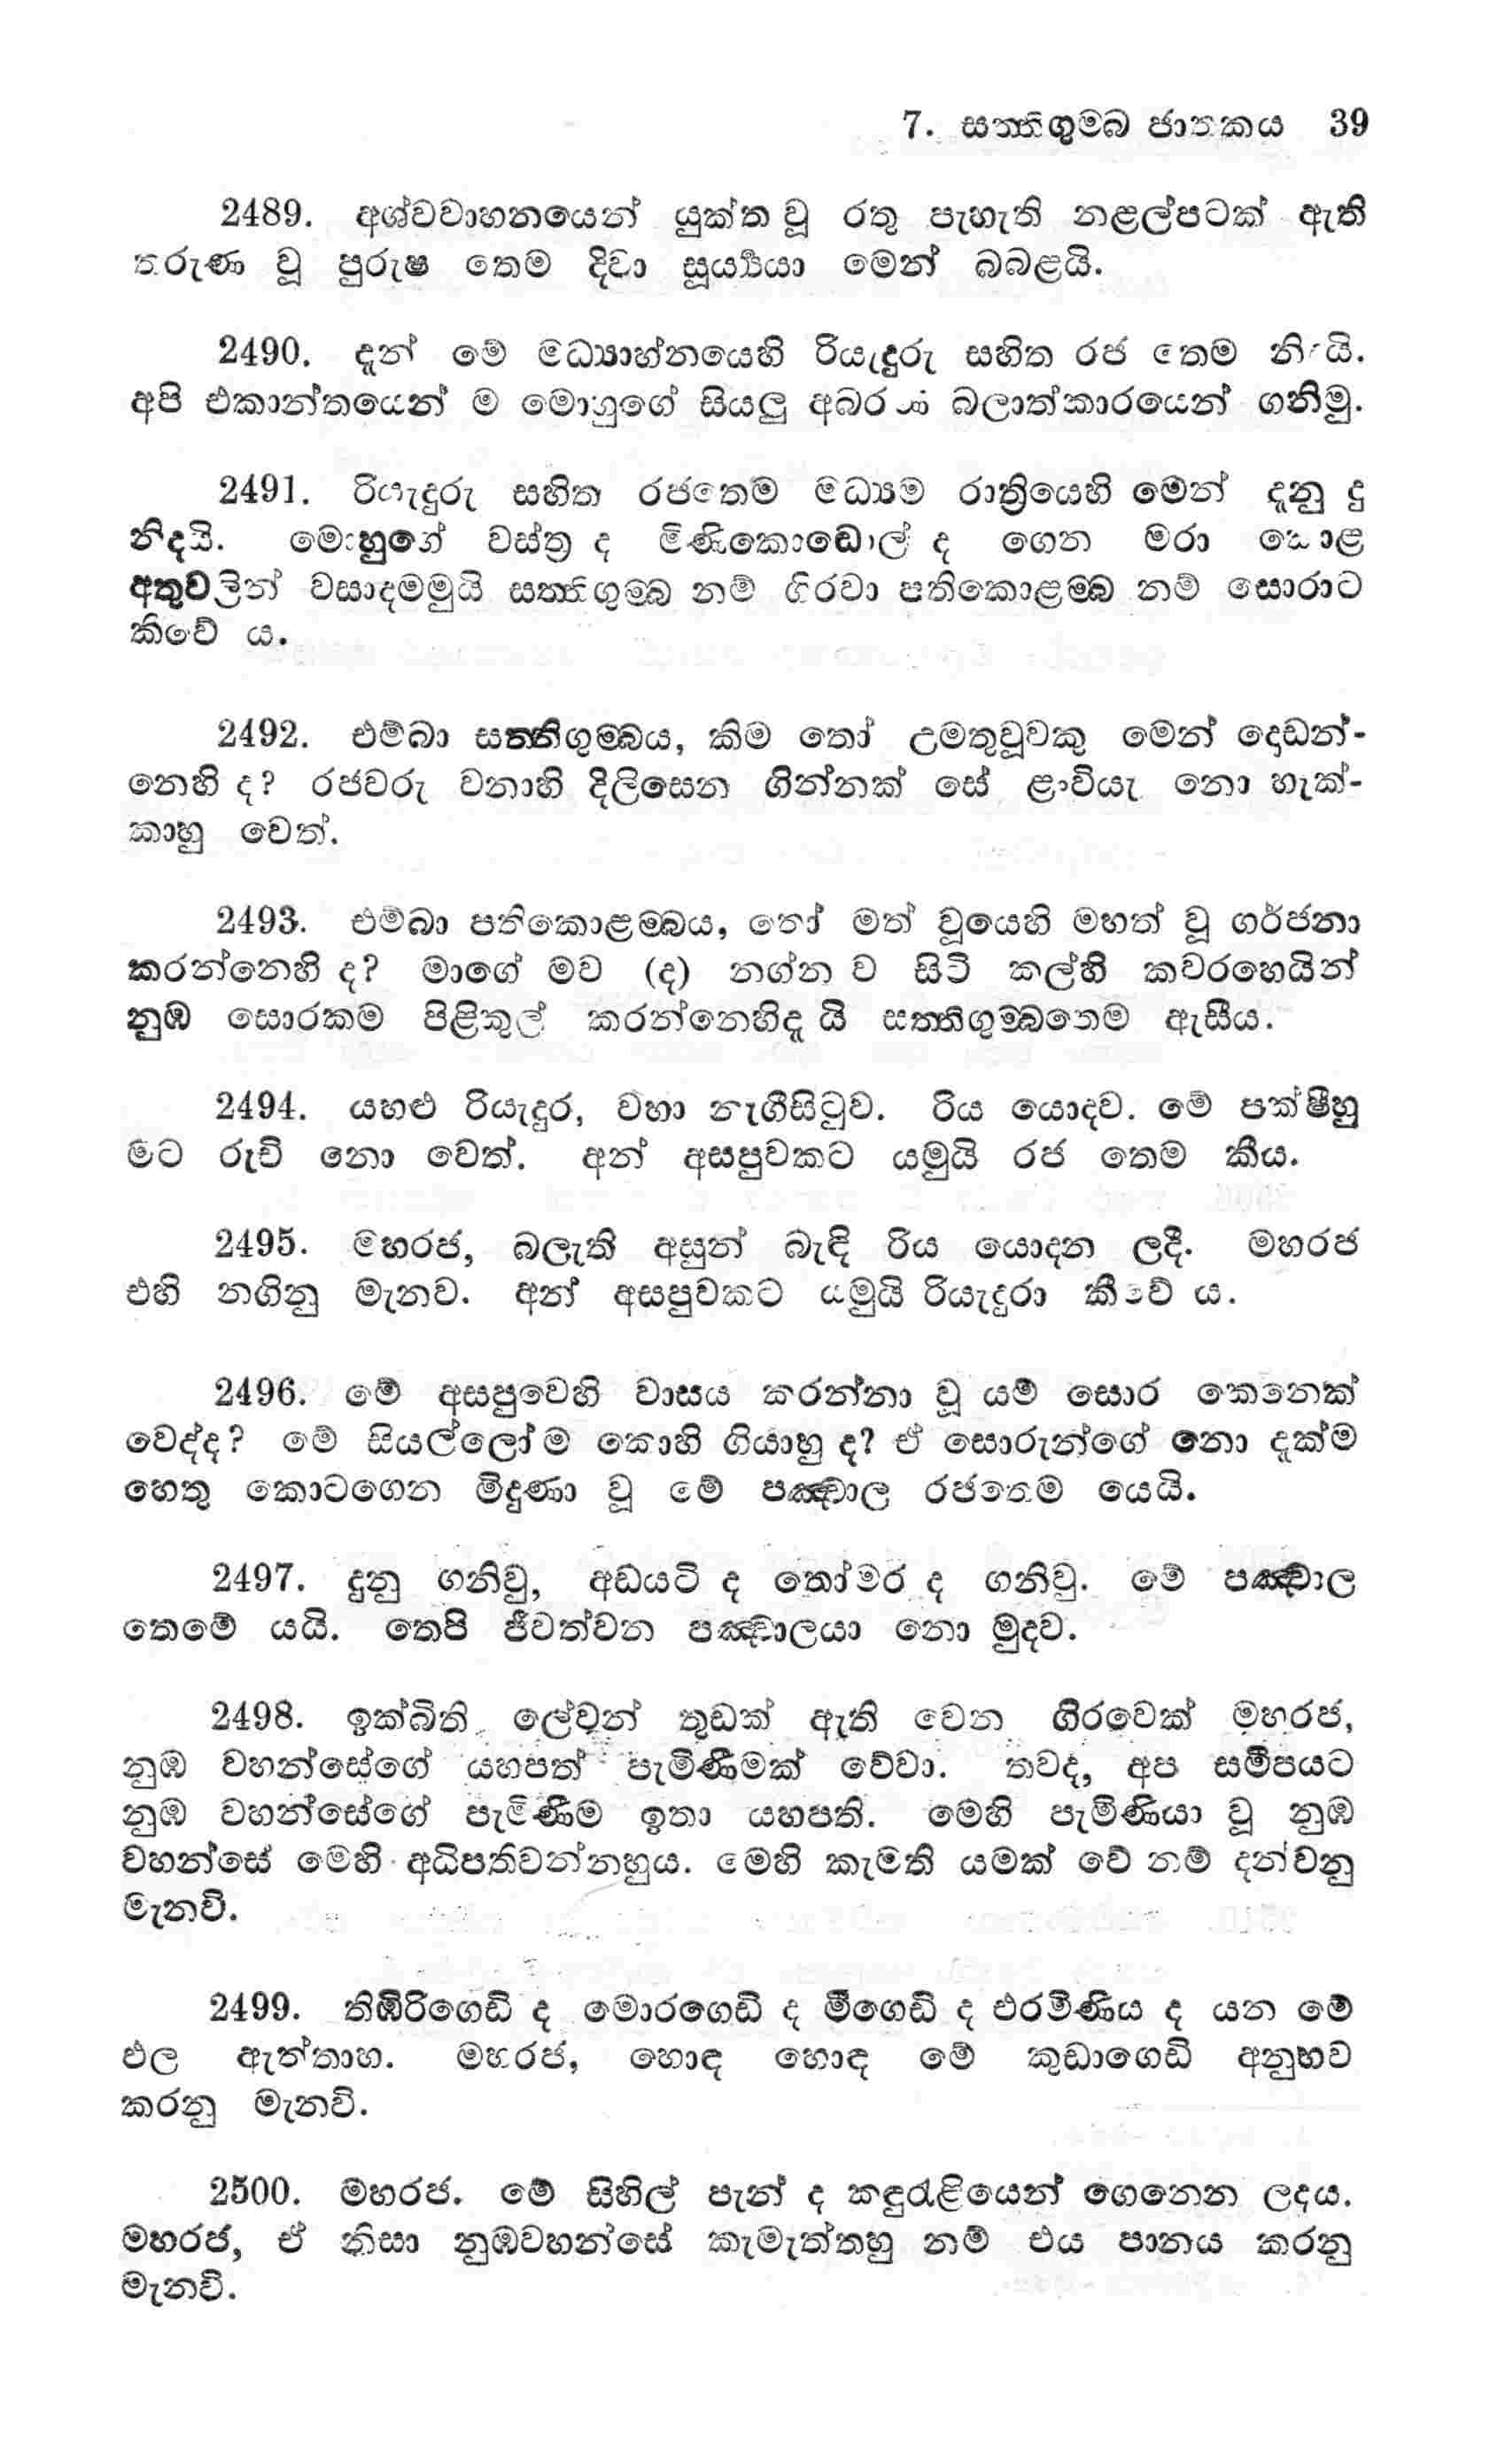 7. සත්තිගුම්බ ජාතකය 39
2489. අශ්වවාහනයෙන් යුක්ත වූ රතු පැහැති නළල්පටක් ඇති
තරුණ වූ පුරුෂ තෙම දිවා සූර්‍ය්‍යයා මෙන් බබළයි.
2490. දැන් මේ මධ්‍යාහ්නයෙහි රියැදුරු සහිත රජ තෙම
අපි එකාන්තයෙන් ම මොහුගේ සියලු බලාත්කාරයෙන් ගනිමු.
2491. රියැදුරු සහිත රජතෙම මධ්‍යම රාත්‍රියෙහි මෙන් දැනු දු
නිදයි. මොහුගේ වස්ත්‍ර ද මිණිකොඬොල් ද ගෙන මරා කොළ
අතුවලින් වසාදමමුයි සත්තිගුම්බ නම් ගිරවා පතිකොළම්බ නම් සොරාට
කිවේ ය.
2492. එම්බා සත්තිගුම්බය, කිම තෝ උමතුවූවකු මෙන් දොඩන්-
නෙහි ද? රජවරු වනාහි දිලිසෙන ගින්නක් සේ ළංවියැ නො හැක්-
කාහු වෙත්.
2493. එම්බා පතිකොළම්බය, තෝ මත් වූයෙහි මහත් වූ ගර්ජනා
කරන්නෙහි ද? මාගේ මව (ද) නග්න ව සිටි කල්හි කවරහෙයින්
නුඹ සොරකම පිළිකුල් කරන්නෙහිදැ යි සත්තිගුම්බතෙම ඇසීය.
2494. යහළු රියැදුර, වහා නැගීසිටුව. රිය යොදව. මේ පක්ෂීහු
මට රුචි නො වෙත්. අන් අසපුවකට යමුයි රජ තෙම කීය.
2495. මහරජ, බලැති අසුන් බැඳි රිය යොදන ලදී. මහරජ
එහි නගිනු මැනව. අන් අසපුවකට යමුයි රියැදුරා කීවේ ය.
2496. මේ අසපුවෙහි වාසය කරන්නා වූ යම් සොර කෙනෙක්
වෙද්ද? මේ සියල්ලෝම කොහි ගියාහු ද? ඒ සොරුන්ගේ නො දැක්ම
හෙතු කොටගෙන මිදුණා වූ මේ පඤ්චාල රජතෙම යෙයි.
2497. දුනු ගනිවු, අඩයටි ද තෝමර ද ගනිවු. මේ පඤ්චාල
තෙමේ යයි. තෙපි ජීවත්වන පඤ්චාලයා නො මුදව.
2498. ඉක්බිති ලේවුන් තුඩක් ඇති වෙන ගිරවෙක් මහරජ,
නුඹ වහන්සේගේ යහපත් පැමිණීමක් වේවා. තවද, අප සමීපයට
නුඹ වහන්සේගේ පැමිණීම ඉතා යහපති. මෙහි පැමිණියා වූ නුඹ
වහන්සේ මෙහි අධිපතිවන්නහුය. මෙහි කැමති යමක් වේ නම් දන්වනු
මැනවි.
2499. තිඹිරිගෙඩි ද මොරගෙඩි ද මීගෙඩි ද එරමිණිය ද යන මේ
ඵල ඇත්තාහ. මහරජ, හොඳ හොඳ මේ කුඩාගෙඩි අනුභව
කරනු මැනවි.
2500. මහරජ. මේ සිහිල් පැන් ද කඳුරැළියෙන් ගෙනෙන ලදය.
මහරජ, ඒ නිසා නුඹවහන්සේ කැමැත්තහු නම් එය පානය කරනු
මැනවි.